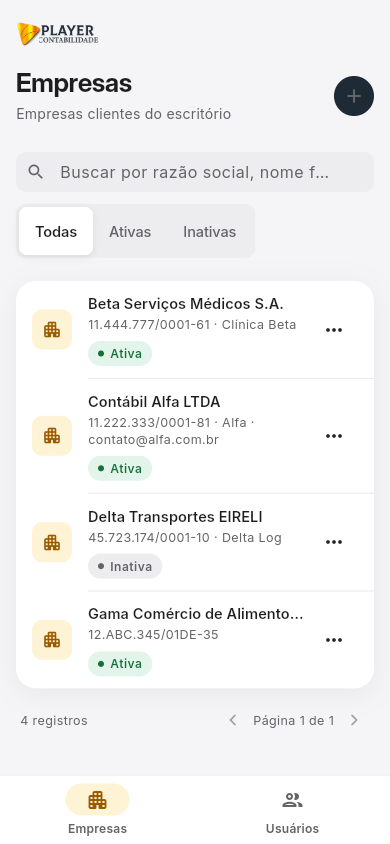 PLAYER
CONTABILIDADE
Empresas
Empresas clientes do escritório
Buscar por razão social, nome f...
Todas Ativas Inativas
Beta Serviços Médicos S.A.
11.444.777/0001-61 · Clínica Beta
Ativa
Contábil Alfa LTDA
11.222.333/0001-81 · Alfa ·
contato@alfa.com.br
Ativa
Delta Transportes EIRELI
45.723.174/0001-10 · Delta Log
Inativa
Gama Comércio de Alimento...
12.ABC.345/01DE-35
Ativa
4 registros Página 1 de 1
Empresas Usuários